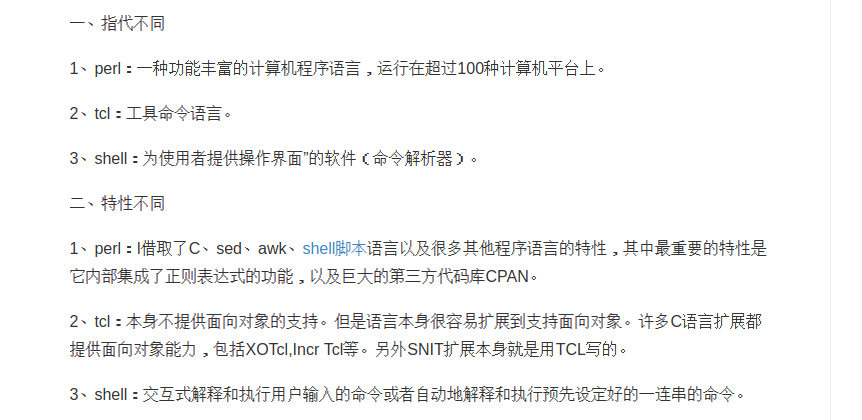 一、指代不同
1、perl：一种功能丰富的计算机程序语言，运行在超过100种计算机平台上。
2、tcl：工具命令语言。
3、shell：为使用者提供操作界面”的软件（命令解析器）。
二、特性不同
1、perl：l借取了C、sed、awk、shell脚本语言以及很多其他程序语言的特性，其中最重要的特性是
它内部集成了正则表达式的功能，以及巨大的第三方代码库CPAN。
2、tcl：本身不提供面向对象的支持。但是语言本身很容易扩展到支持面向对象。许多C语言扩展都
提供面向对象能力，包括XOTcl,Incr Tcl等。另外SNIT扩展本身就是用TCL写的。
3、shell：交互式解释和执行用户输入的命令或者自动地解释和执行预先设定好的一连串的命令。